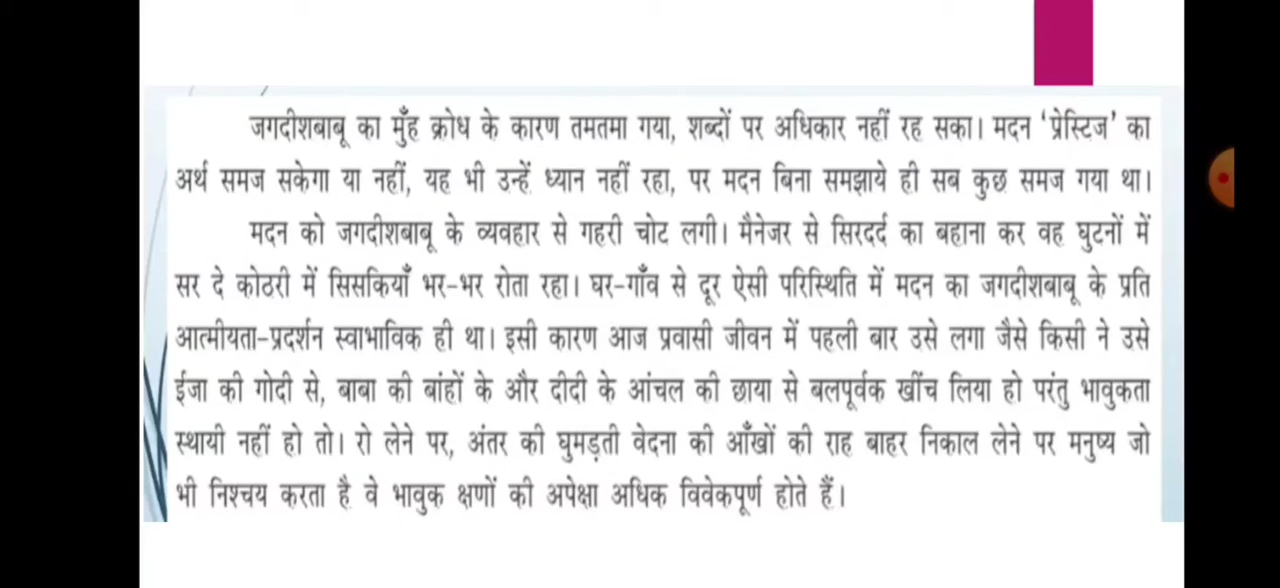 जगदीशबाबू का मुँह क्रोध के कारण तमतमा गया, शब्दों पर अधिकार नहीं रह सका। मदन ‘प्रेस्टिज’ का
अर्थ समज सकेगा या नहीं, यह भी उन्हें ध्यान नहीं रहा, पर मदन बिना समझाये ही सब कुछ समज गया था।
मदन को जगदीशबाबू के व्यवहार से गहरी चोट लगी। मैनेजर से सिरदर्द का बहाना कर वह घुटनों में
सर दे कोठरी में सिसकियाँ भर-भर रोता रहा। घर-गाँव से दूर ऐसी परिस्थिति में मदन का जगदीशबाबू के प्रति
आत्मीयता-प्रदर्शन स्वाभाविक ही था। इसी कारण आज प्रवासी जीवन में पहली बार उसे लगा जैसे किसी ने उसे
ईजा की गोदी से, बाबा की बांहों के और दीदी के आंचल की छाया से बलपूर्वक खींच लिया हो परंतु भावुकता
स्थायी नहीं हो तो। रो लेने पर, अंतर की घुमड़ती वेदना की आँखों की राह बाहर निकाल लेने पर मनुष्य जो
भी निश्चय करता है वे भावुक क्षणों की अपेक्षा अधिक विवेकपूर्ण होते हैं।